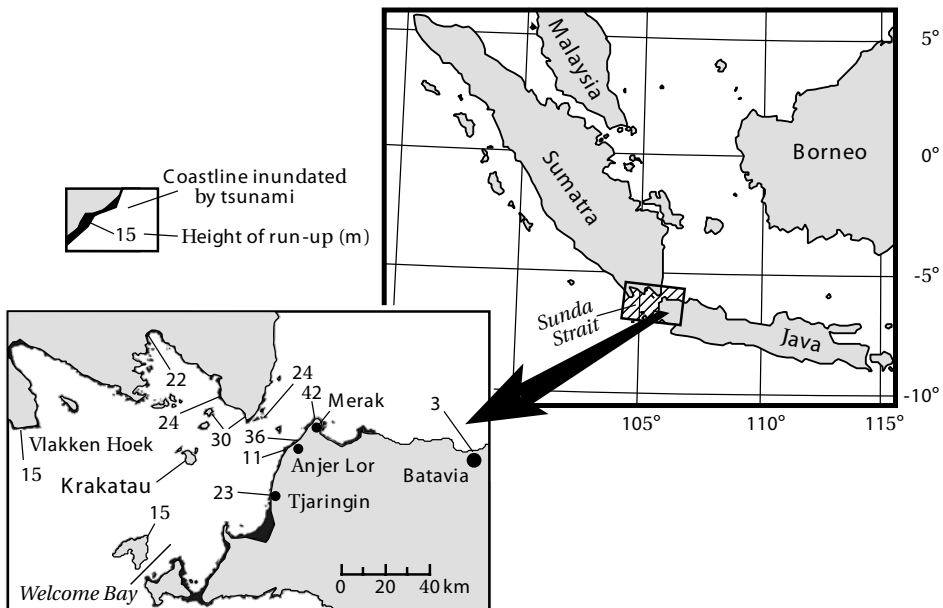 Malaysia
5°
Borneo
0°
Sumatra
Coastline inundated
by tsunami
15
Height of run-up (m)
-5°
Sunda
Strait
Java
-10°
105°
110°
115°
22
24
24
42
Merak
3
30
36
Vlakken Hoek
11
Anjer Lor
15
Krakatau
Batavia
23
Tjaringin
15
0 20 40 km
Welcome Bay